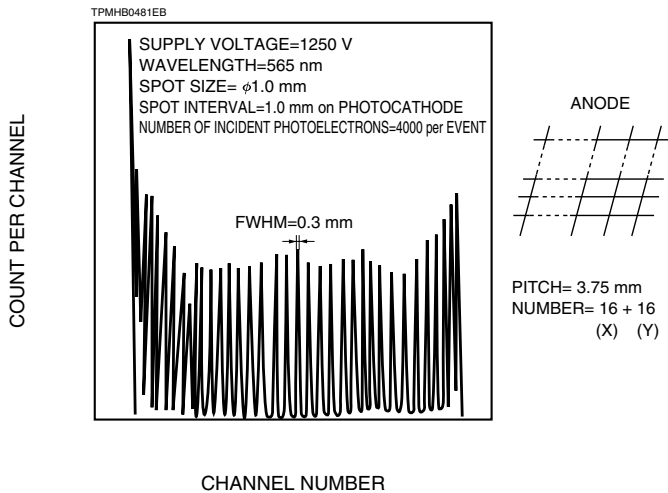 TPMHB0481EB
SUPPLY VOLTAGE=1250 V
WAVELENGTH=565 nm
SPOT SIZE= φ1.0 mm
SPOT INTERVAL=1.0 mm on PHOTOCATHODE
NUMBER OF INCIDENT PHOTOELECTRONS=4000 per EVENT
FWHM=0.3 mm
COUNT PER CHANNEL
CHANNEL NUMBER
ANODE
PITCH= 3.75 mm
NUMBER= 16 + 16
(X) (Y)